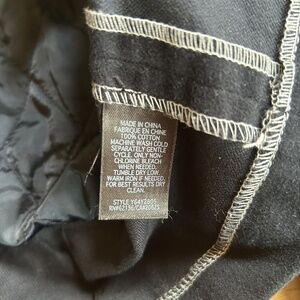 MADE IN CHINA
FABRIQUE EN CHINE
100% COTTON
MACHINE WASH COLD
SEPARATELY GENTLE
CYCLE. ONLY NON-
CHLORINE BLEACH
WHEN NEEDED.
TUMBLE DRY LOW.
WARM IRON IF NEEDED.
FOR BEST RESULTS DRY
CLEAN.